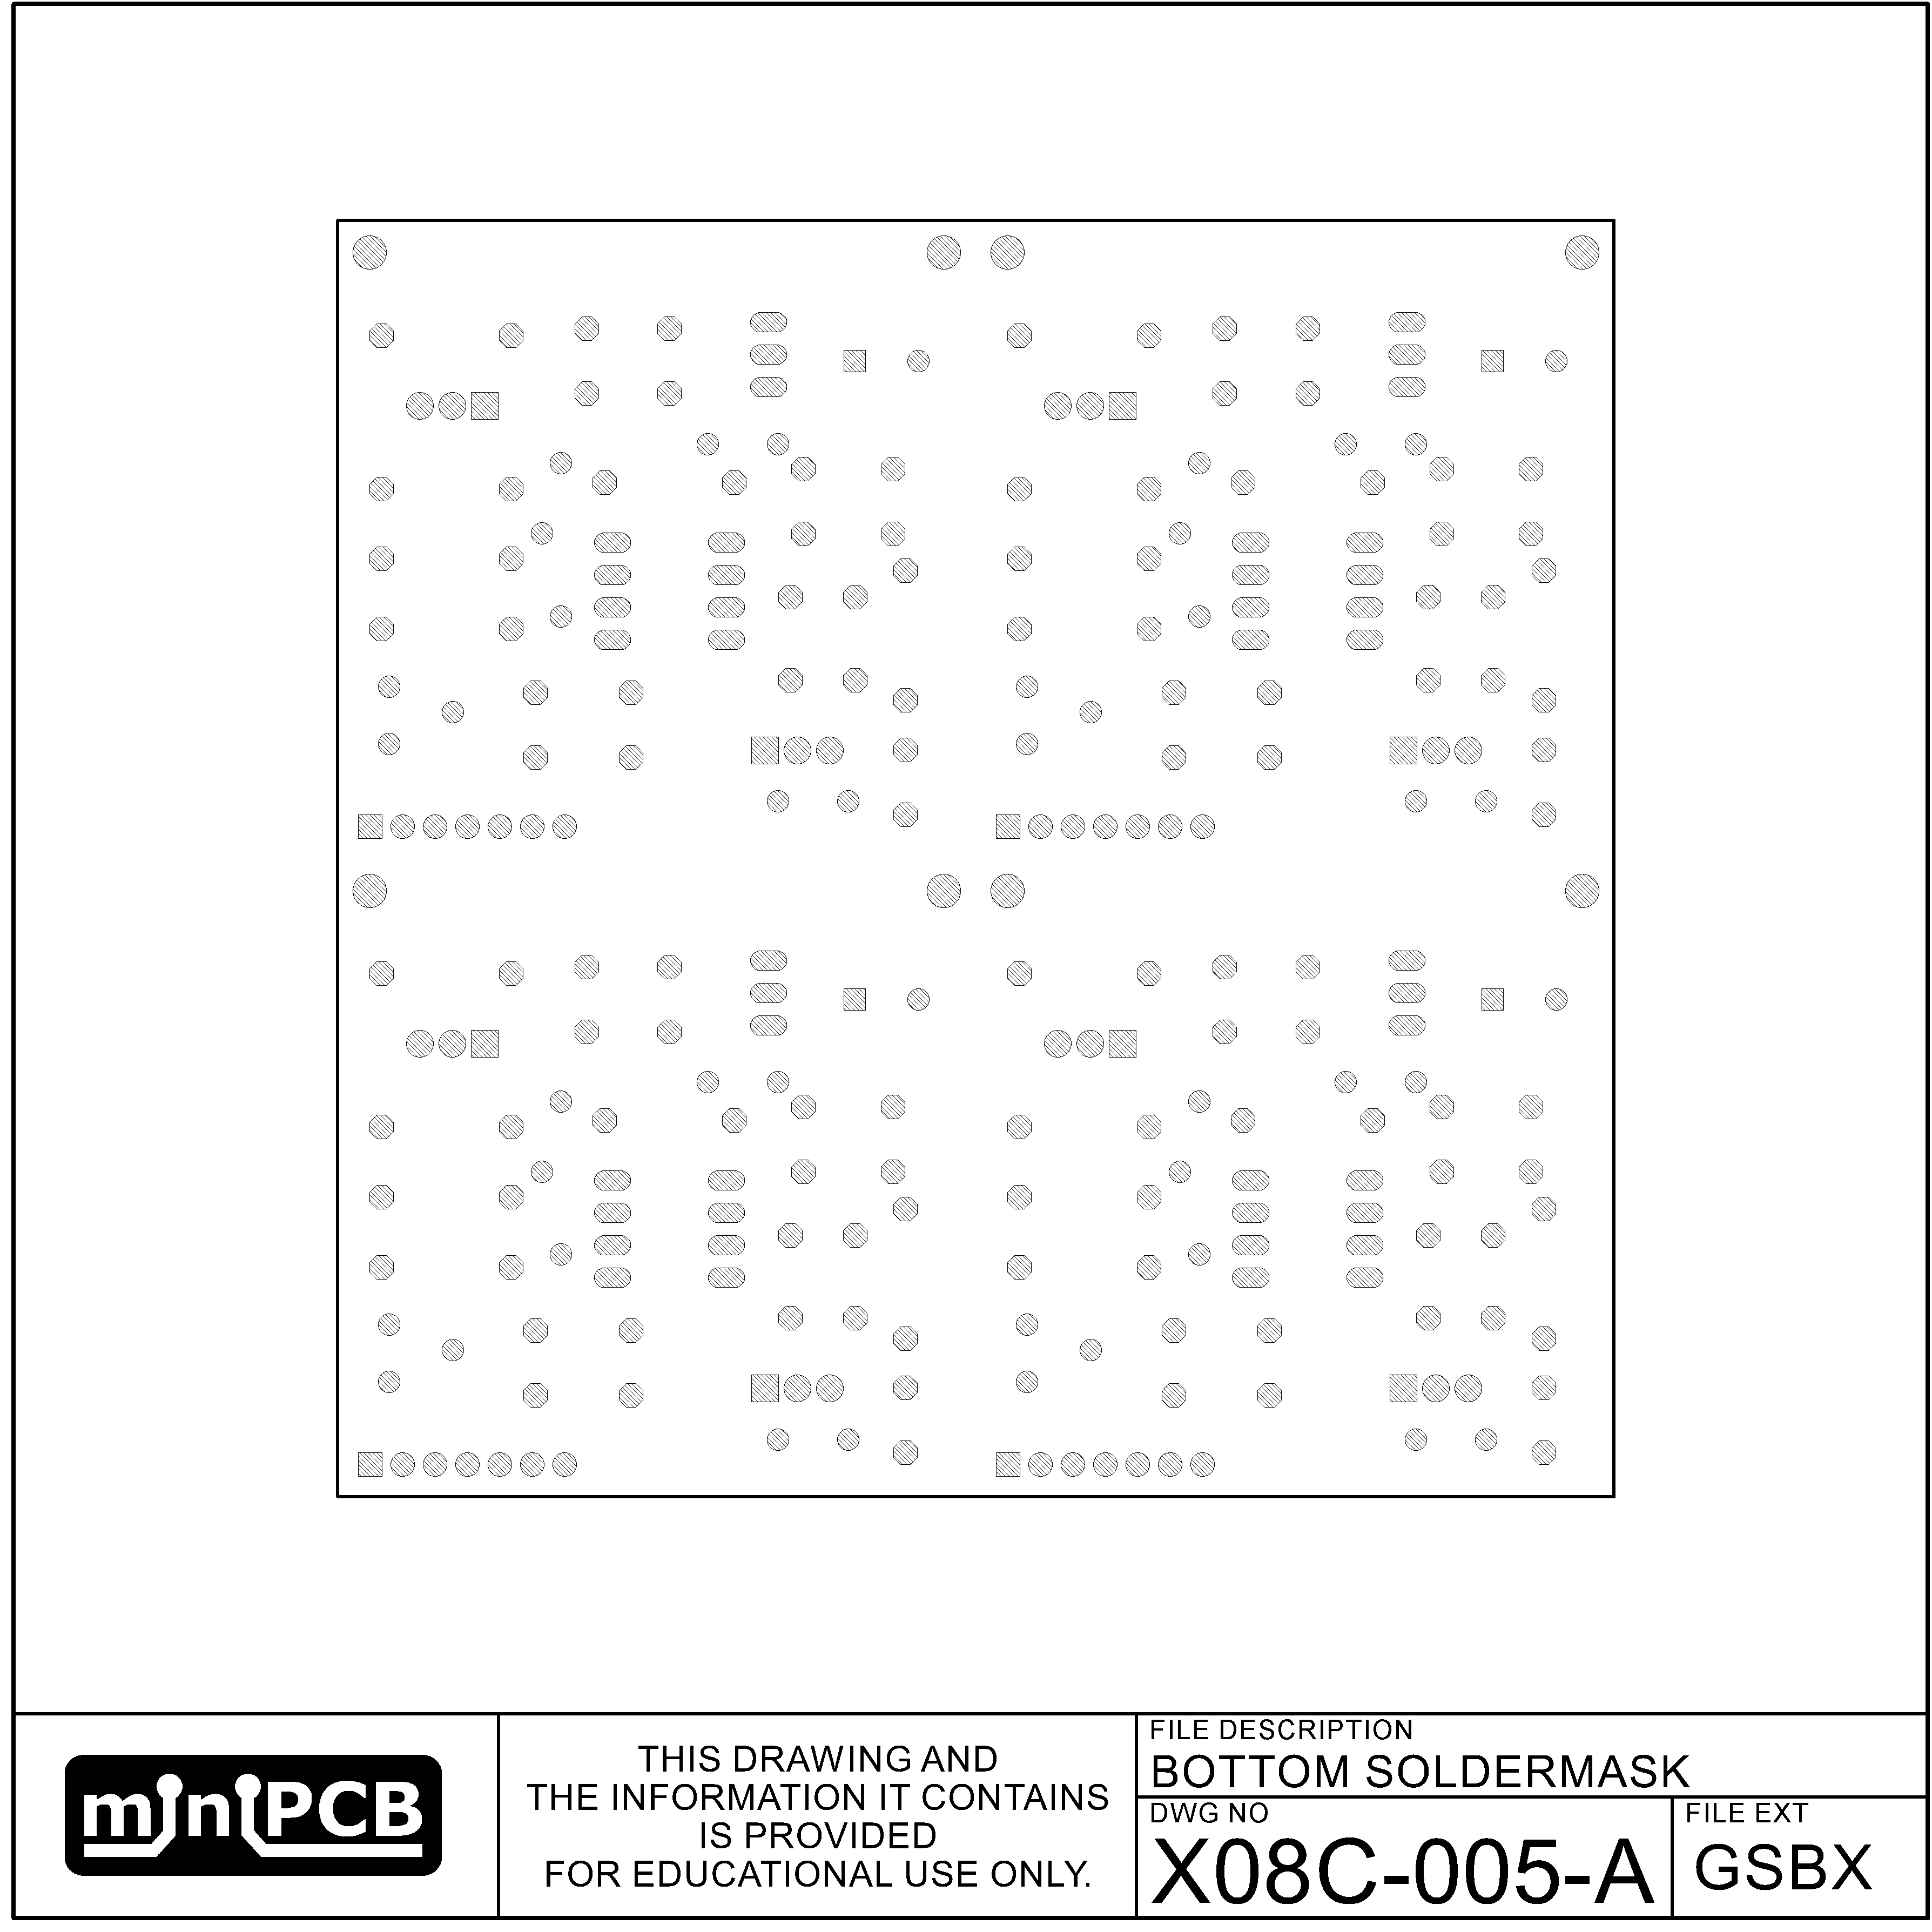 miniPCB
THIS DRAWING AND
THE INFORMATION IT CONTAINS
IS PROVIDED
FOR EDUCATIONAL USE ONLY.
FILE DESCRIPTION
BOTTOM SOLDERMASK
DWG NO
X08C-005-A
FILE EXT
GSBX